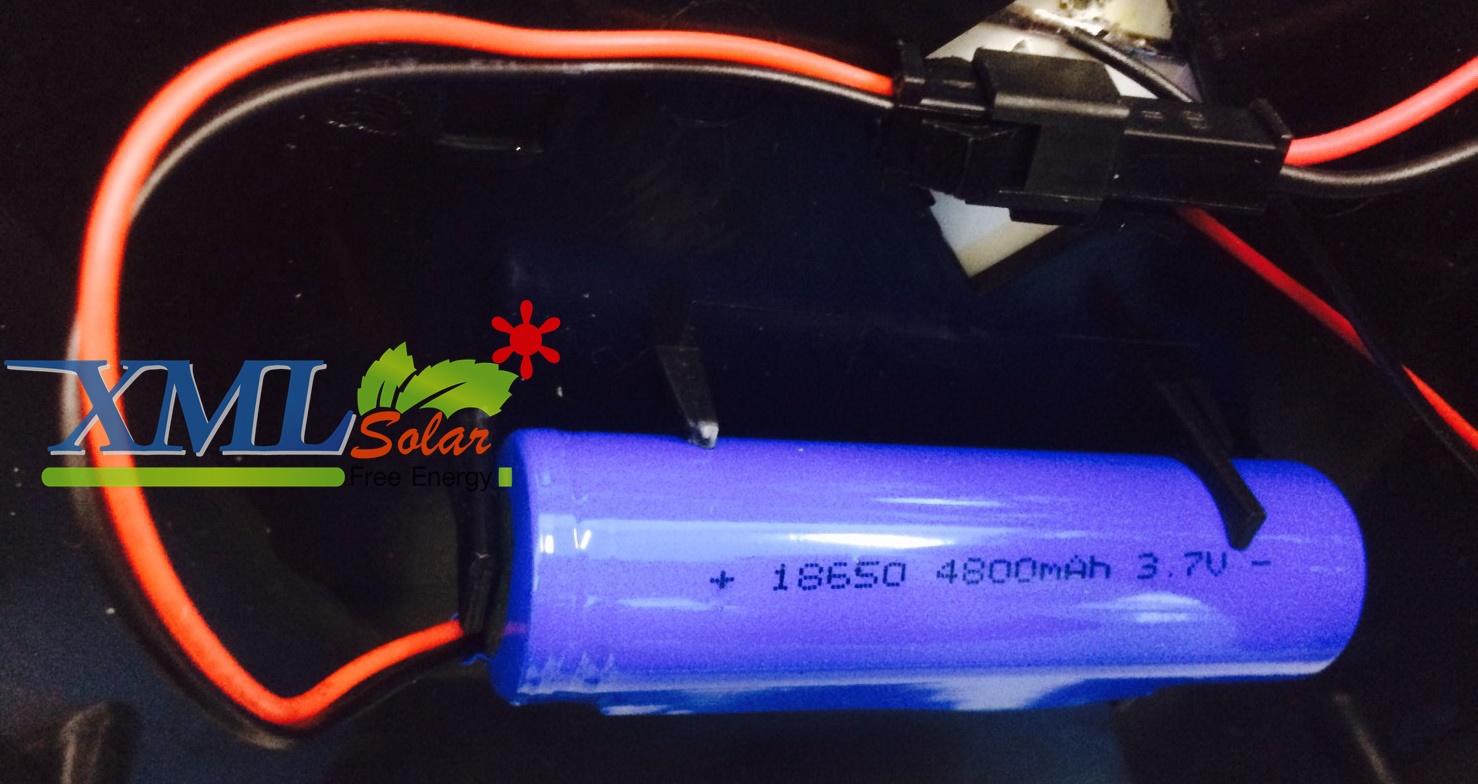 XML
Solar
Free Energy
+ 18650 4800mAh 3.7V -